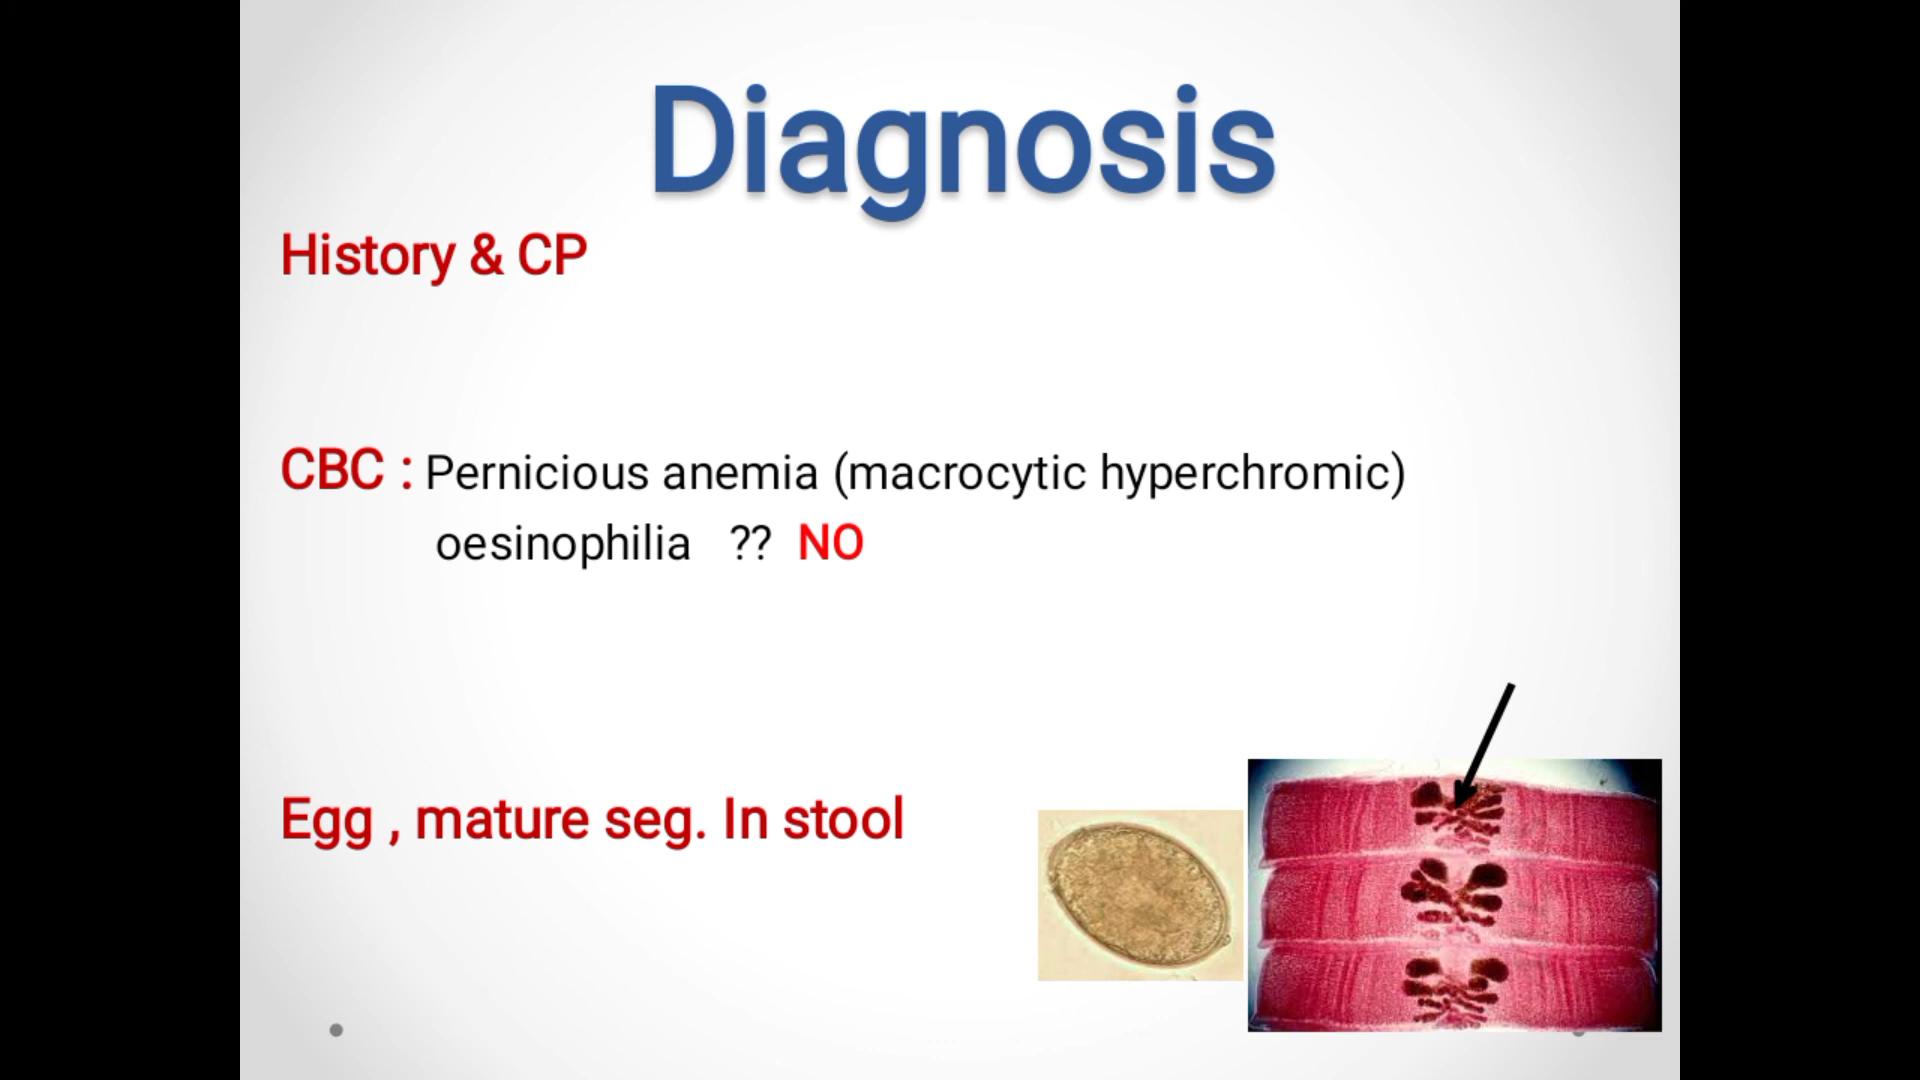 Diagnosis
History & CP
CBC : Pernicious anemia (macrocytic hyperchromic)
oesinophilia ?? NO
Egg , mature seg. In stool